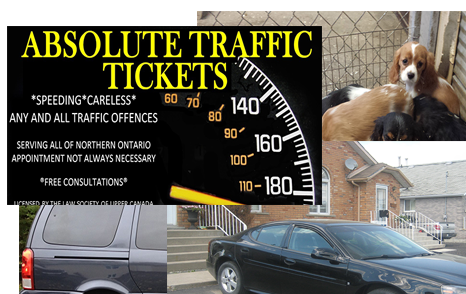 ABSOLUTE TRAFFIC
TICKETS
*SPEEDING*CARELESS*
ANY AND ALL TRAFFIC OFFENCES
SERVING ALL OF NORTHERN ONTARIO
APPOINTMENT NOT ALWAYS NECESSARY
*FREE CONSULTATIONS*
LICENSED BY THE LAW SOCIETY OF UPPER CANADA
60
70
80
90
100
110
140
160
180